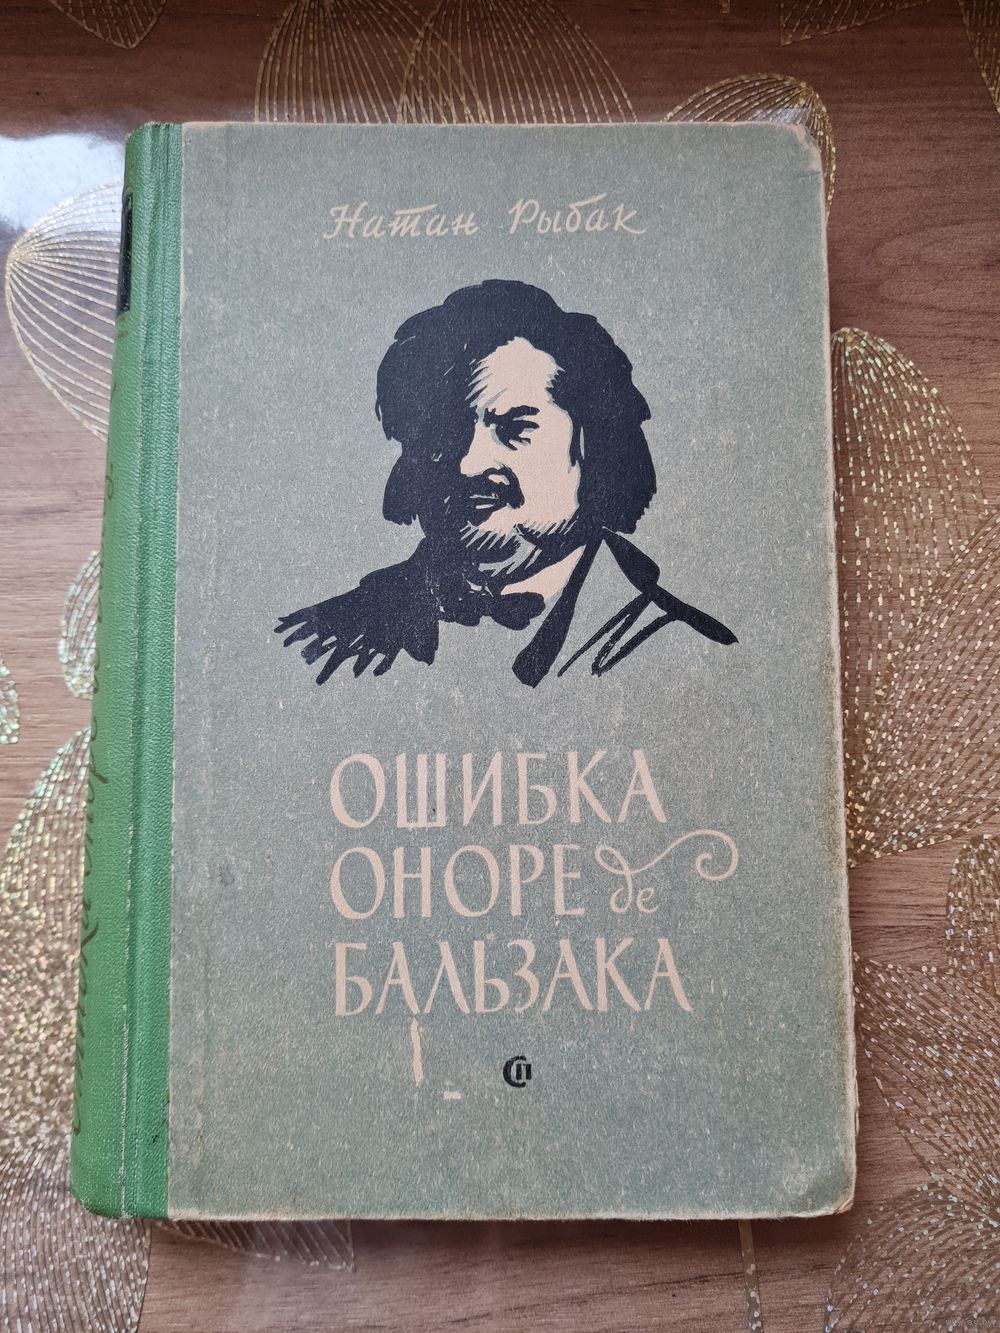 Натан Рыбак
ОШИБКА
ОНОРЕ де
БАЛЬЗАКА
СП